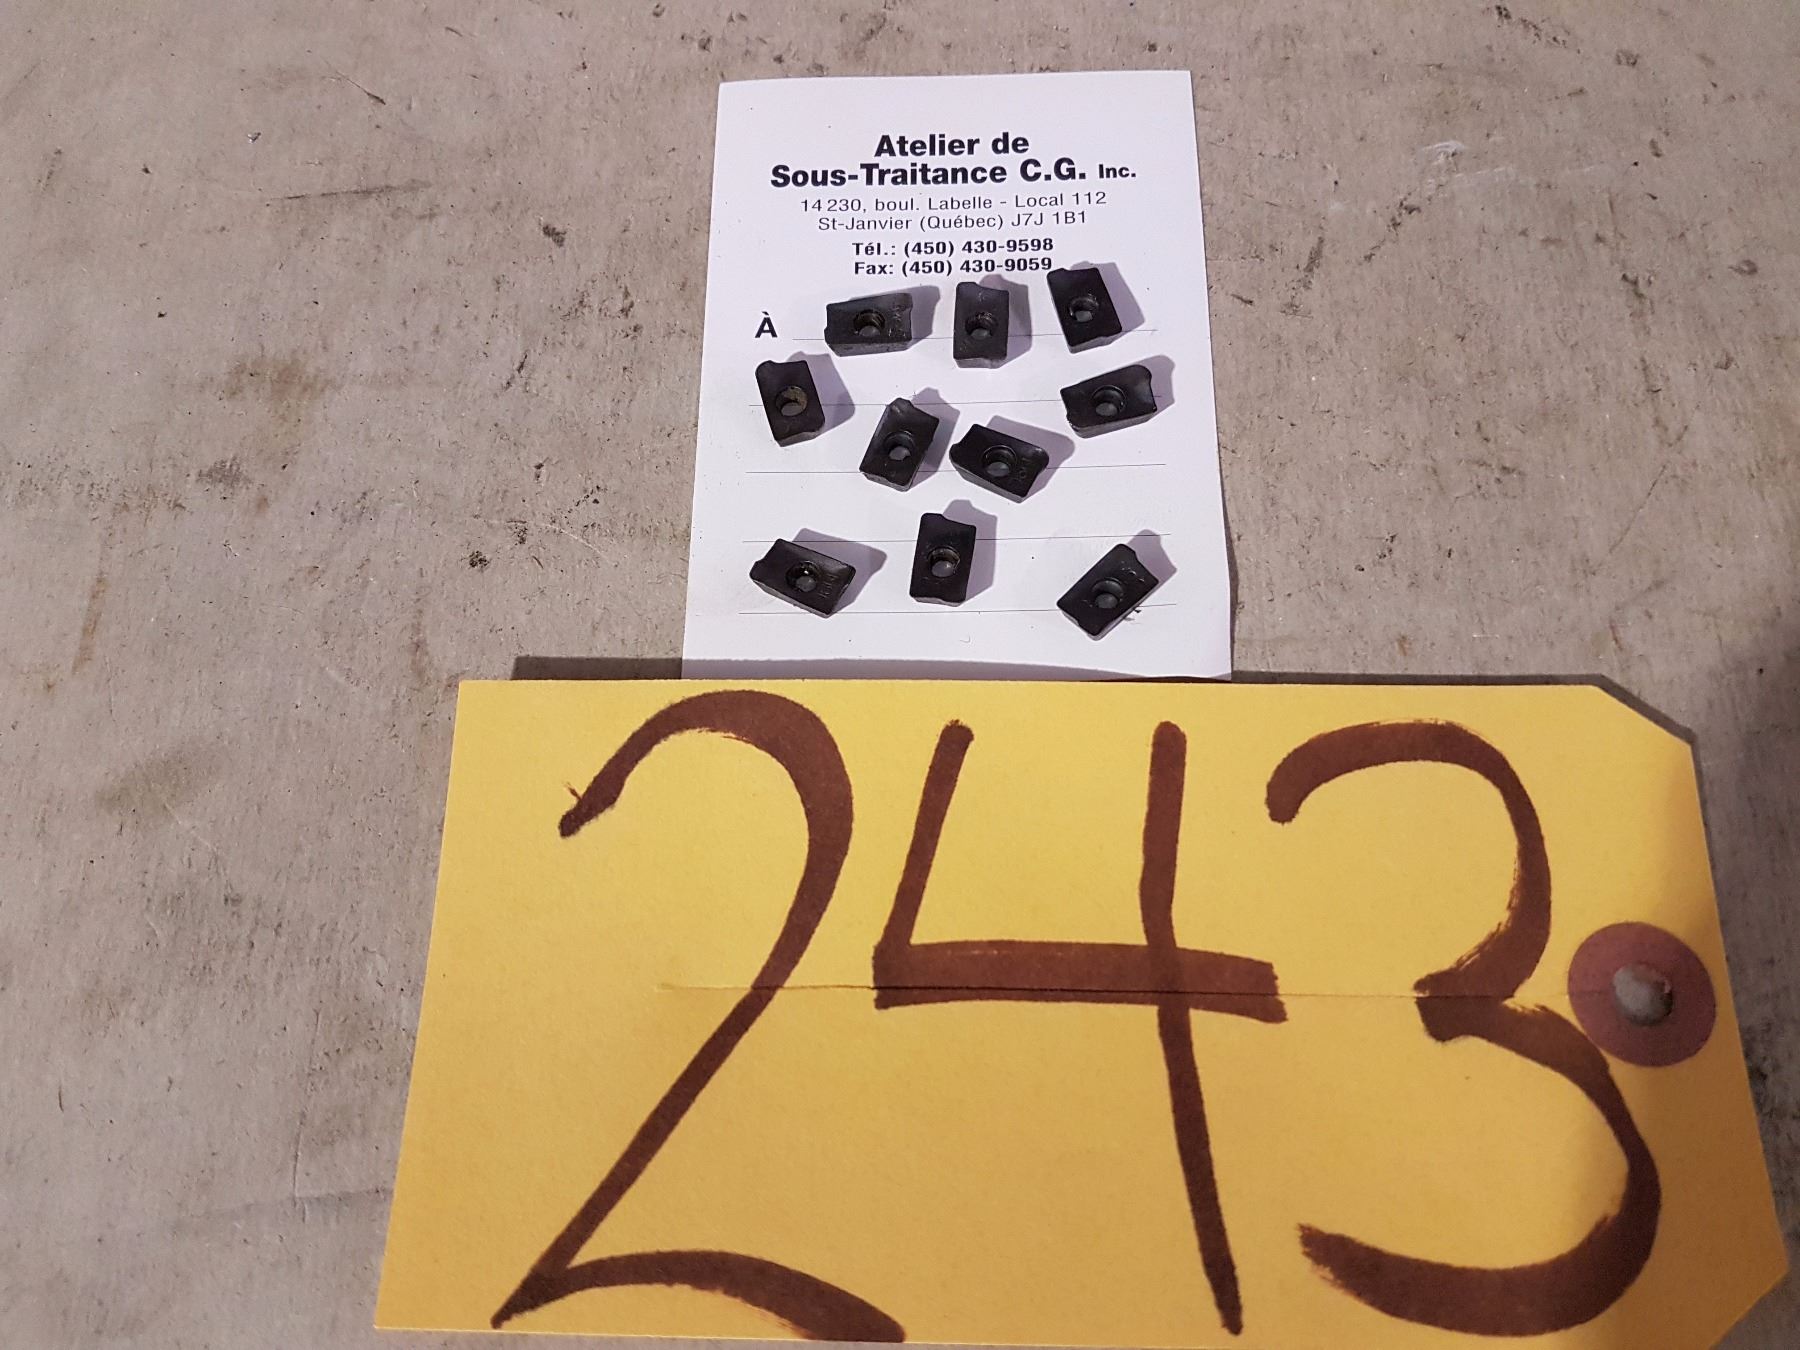 Atelier de
Sous-Traitance C.G. Inc.
14 230, boul. Labelle - Local 112
St-Janvier (Québec) J7J 1B1
Tél.: (450) 430-9598
Fax: (450) 430-9059
À
243